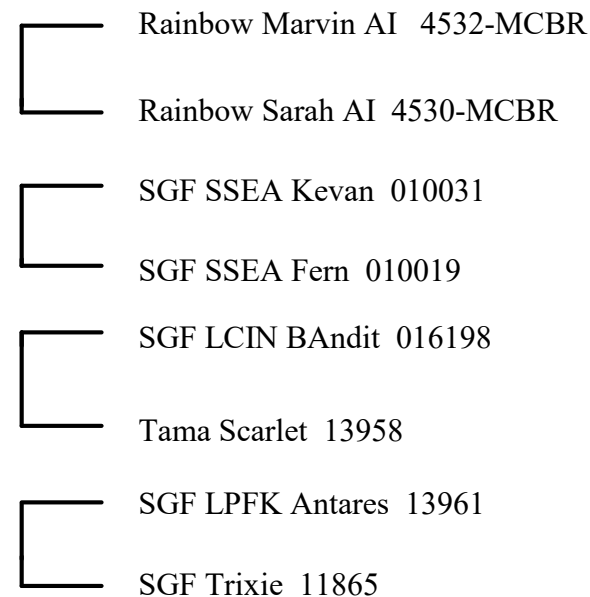 Rainbow Marvin AI 4532-MCBR
Rainbow Sarah AI 4530-MCBR
SGF SSEA Kevan 010031
SGF SSEA Fern 010019
SGF LCIN BAndit 016198
Tama Scarlet 13958
SGF LPFK Antares 13961
SGF Trixie 11865